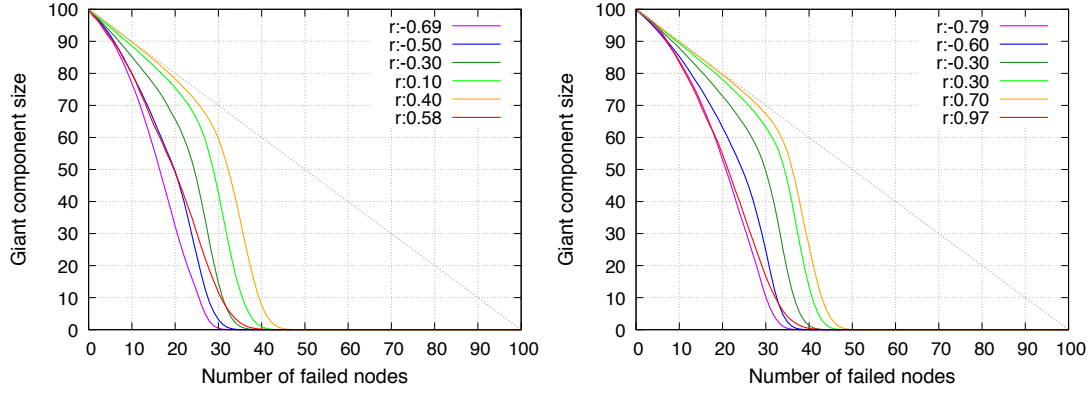 100
90
80
70
60
50
40
30
20
10
0
Giant component size
r:-0.69
r:-0.50
r:-0.30
r:0.10
r:0.40
r:0.58
0 10 20 30 40 50 60 70 80 90 100
Number of failed nodes
100
90
80
70
60
50
40
30
20
10
0
Giant component size
r:-0.79
r:-0.60
r:-0.30
r:0.30
r:0.70
r:0.97
0 10 20 30 40 50 60 70 80 90 100
Number of failed nodes